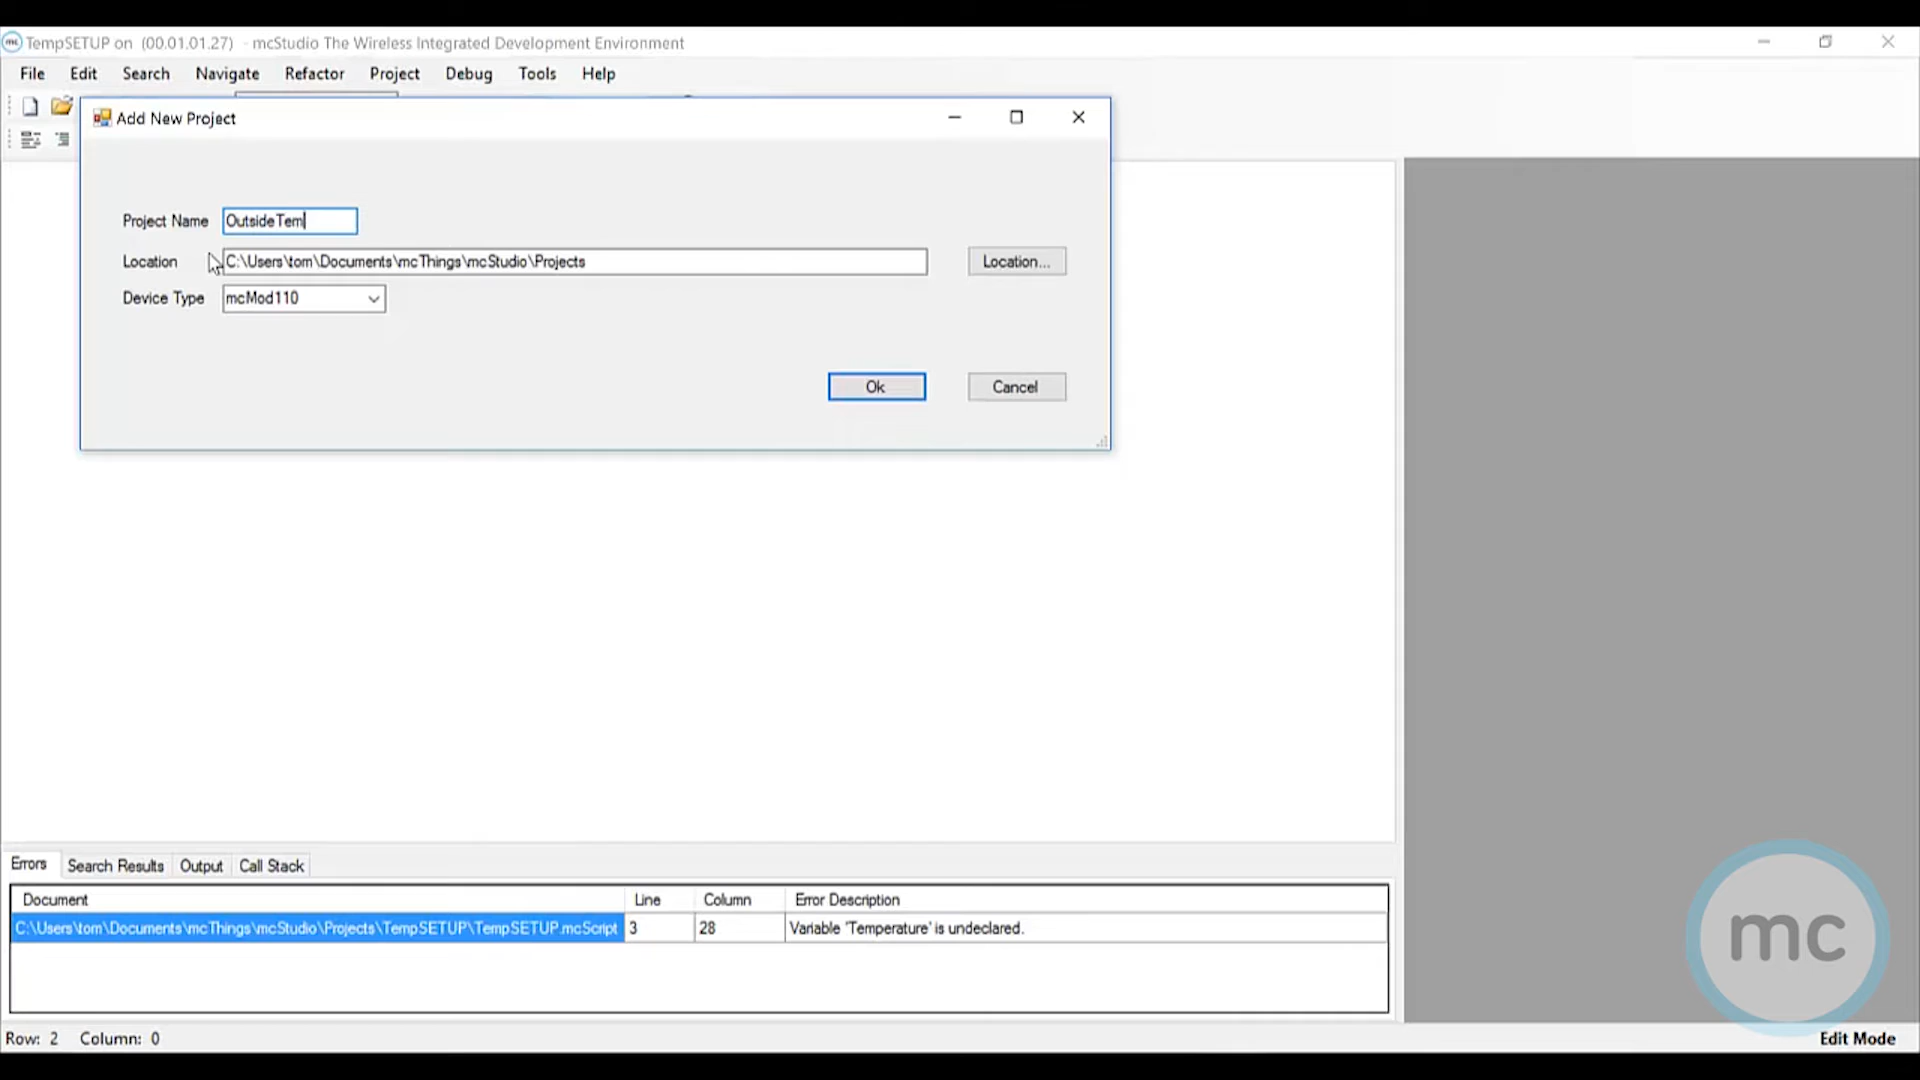 mc TempSETUP on (00.01.01.27) - mcStudio The Wireless Integrated Development Environment
File Edit Search Navigate Refactor Project Debug Tools Help
Add New Project
Project Name OutsideTem
Location C:\Users\tom\Documents\mcThings\mcStudio\Projects Location...
Device Type mcMod110
Ok Cancel
Errors Search Results Output Call Stack
Document Line Column Error Description
C:\Users\tom\Documents\mcThings\mcStudio\Projects\TempSETUP\TempSETUP.mcScript 3 28 Variable 'Temperature' is undeclared.
mc
Row: 2 Column: 0 Edit Mode